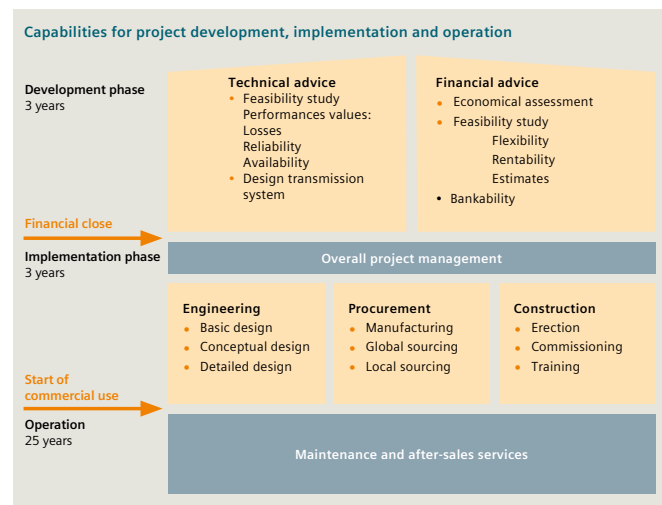 Capabilities for project development, implementation and operation
Development phase
3 years
Technical advice
• Feasibility study
Performances values:
Losses
Reliability
Availability
• Design transmission
system
Financial advice
• Economical assessment
• Feasibility study
Flexibility
Rentability
Estimates
• Bankability
Financial close
Implementation phase
3 years
Overall project management
Engineering
• Basic design
• Conceptual design
• Detailed design
Procurement
• Manufacturing
• Global sourcing
• Local sourcing
Construction
• Erection
• Commissioning
• Training
Start of
commercial use
Operation
25 years
Maintenance and after-sales services